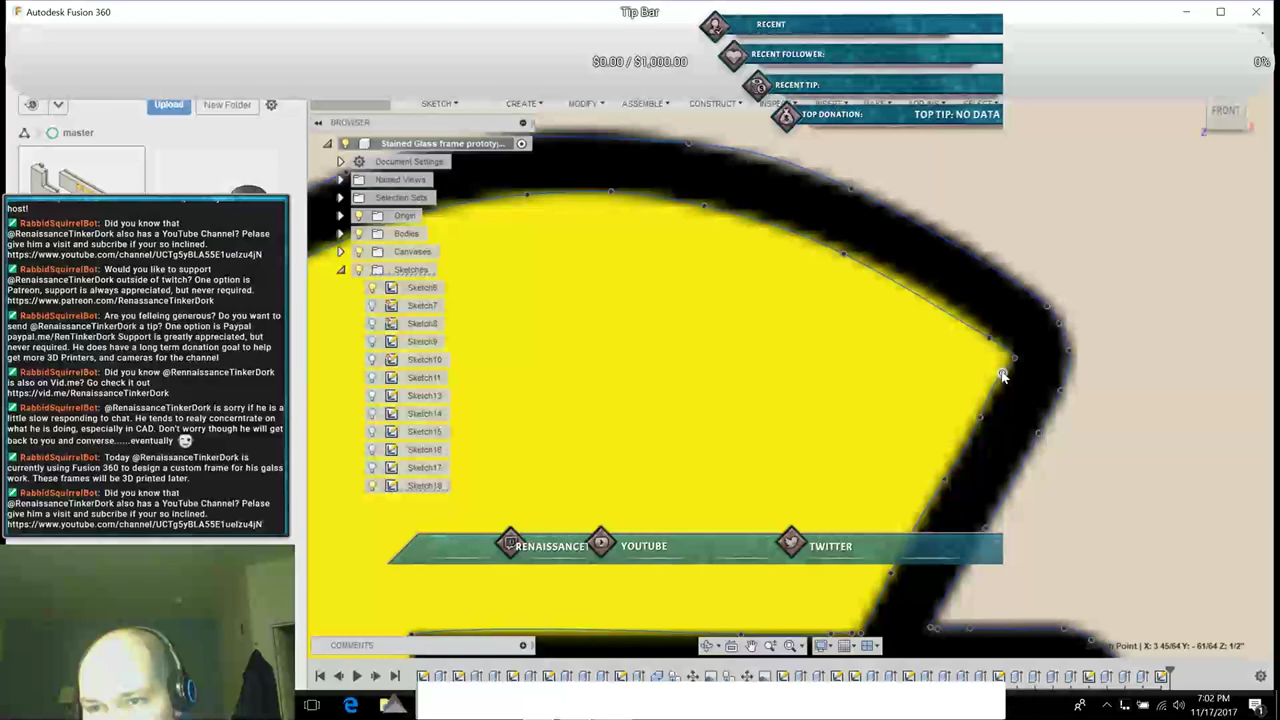 Autodesk Fusion 360
Tip Bar
RECENT
RECENT FOLLOWER:
$0.00 / $1,000.00
0%
RECENT TIP:
TOP DONATION: TOP TIP: NO DATA
Upload
New Folder
SKETCH
CREATE
MODIFY
ASSEMBLE
CONSTRUCT
FRONT
BROWSER
master
Stained Glass frame prototyp...
Document Settings
Named Views
Selection Sets
Origin
Bodies
Canvases
Sketches
Sketch6
Sketch7
Sketch8
Sketch9
Sketch10
Sketch11
Sketch13
Sketch14
Sketch15
Sketch16
Sketch17
Sketch18
host!
RabbidSquirrelBot: Did you know that
@RenaissanceTinkerDork also has a YouTube Channel? Pelase
give him a visit and subcribe if your so inclined.
https://www.youtube.com/channel/UCTg5yBLA55E1uelzu4jN
RabbidSquirrelBot: Would you like to support
@RenaissanceTinkerDork outside of twitch? One option is
Patreon, support is always appreciated, but never required.
https://www.patreon.com/RenassanceTinkerDork
RabbidSquirrelBot: Are you felleing generous? Do you want to
send @RenaissanceTinkerDork a tip? One option is Paypal
paypal.me/RenTinkerDork Support is greatly appreciated, but
never required. He does have a long term donation goal to help
get more 3D Printers, and cameras for the channel
RabbidSquirrelBot: Did you know @RennaissanceTinkerDork
is also on Vid.me? Go check it out
https://vid.me/RenaissanceTinkerDork
RabbidSquirrelBot: @RenaissanceTinkerDork is sorry if he is a
little slow responding to chat. He tends to realy concerntrate on
what he is doing, especially in CAD. Don't worry though he will get
back to you and converse......eventually
RabbidSquirrelBot: Today @RenaissanceTinkerDork is
currently using Fusion 360 to design a custom frame for his galss
work. These frames will be 3D printed later.
RabbidSquirrelBot: Did you know that
@RenaissanceTinkerDork also has a YouTube Channel? Pelase
give him a visit and subcribe if your so inclined.
https://www.youtube.com/channel/UCTg5yBLA55E1uelzu4jN
RENAISSANCET YOUTUBE TWITTER
COMMENTS
Point | X: 3 45/64 Y: - 61/64 Z: 1/2"
7:02 PM
11/17/2017